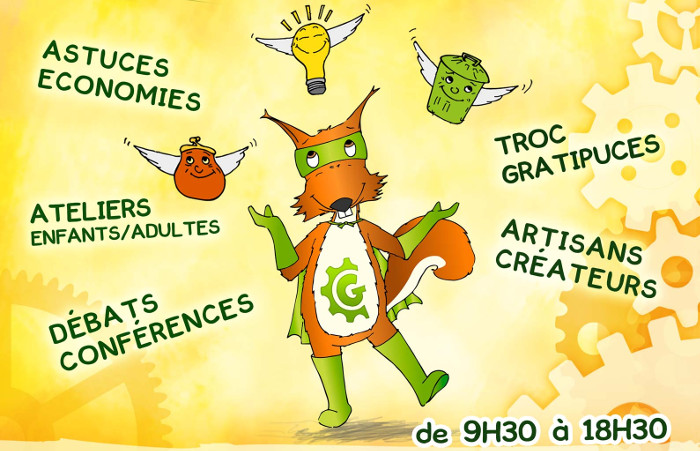 ASTUCES
ECONOMIES
TROC
GRATIPUCES
ATELIERS
ENFANTS/ADULTES
ARTISANS
CRÉATEURS
DÉBATS
CONFÉRENCES
G
de 9H30 à 18H30